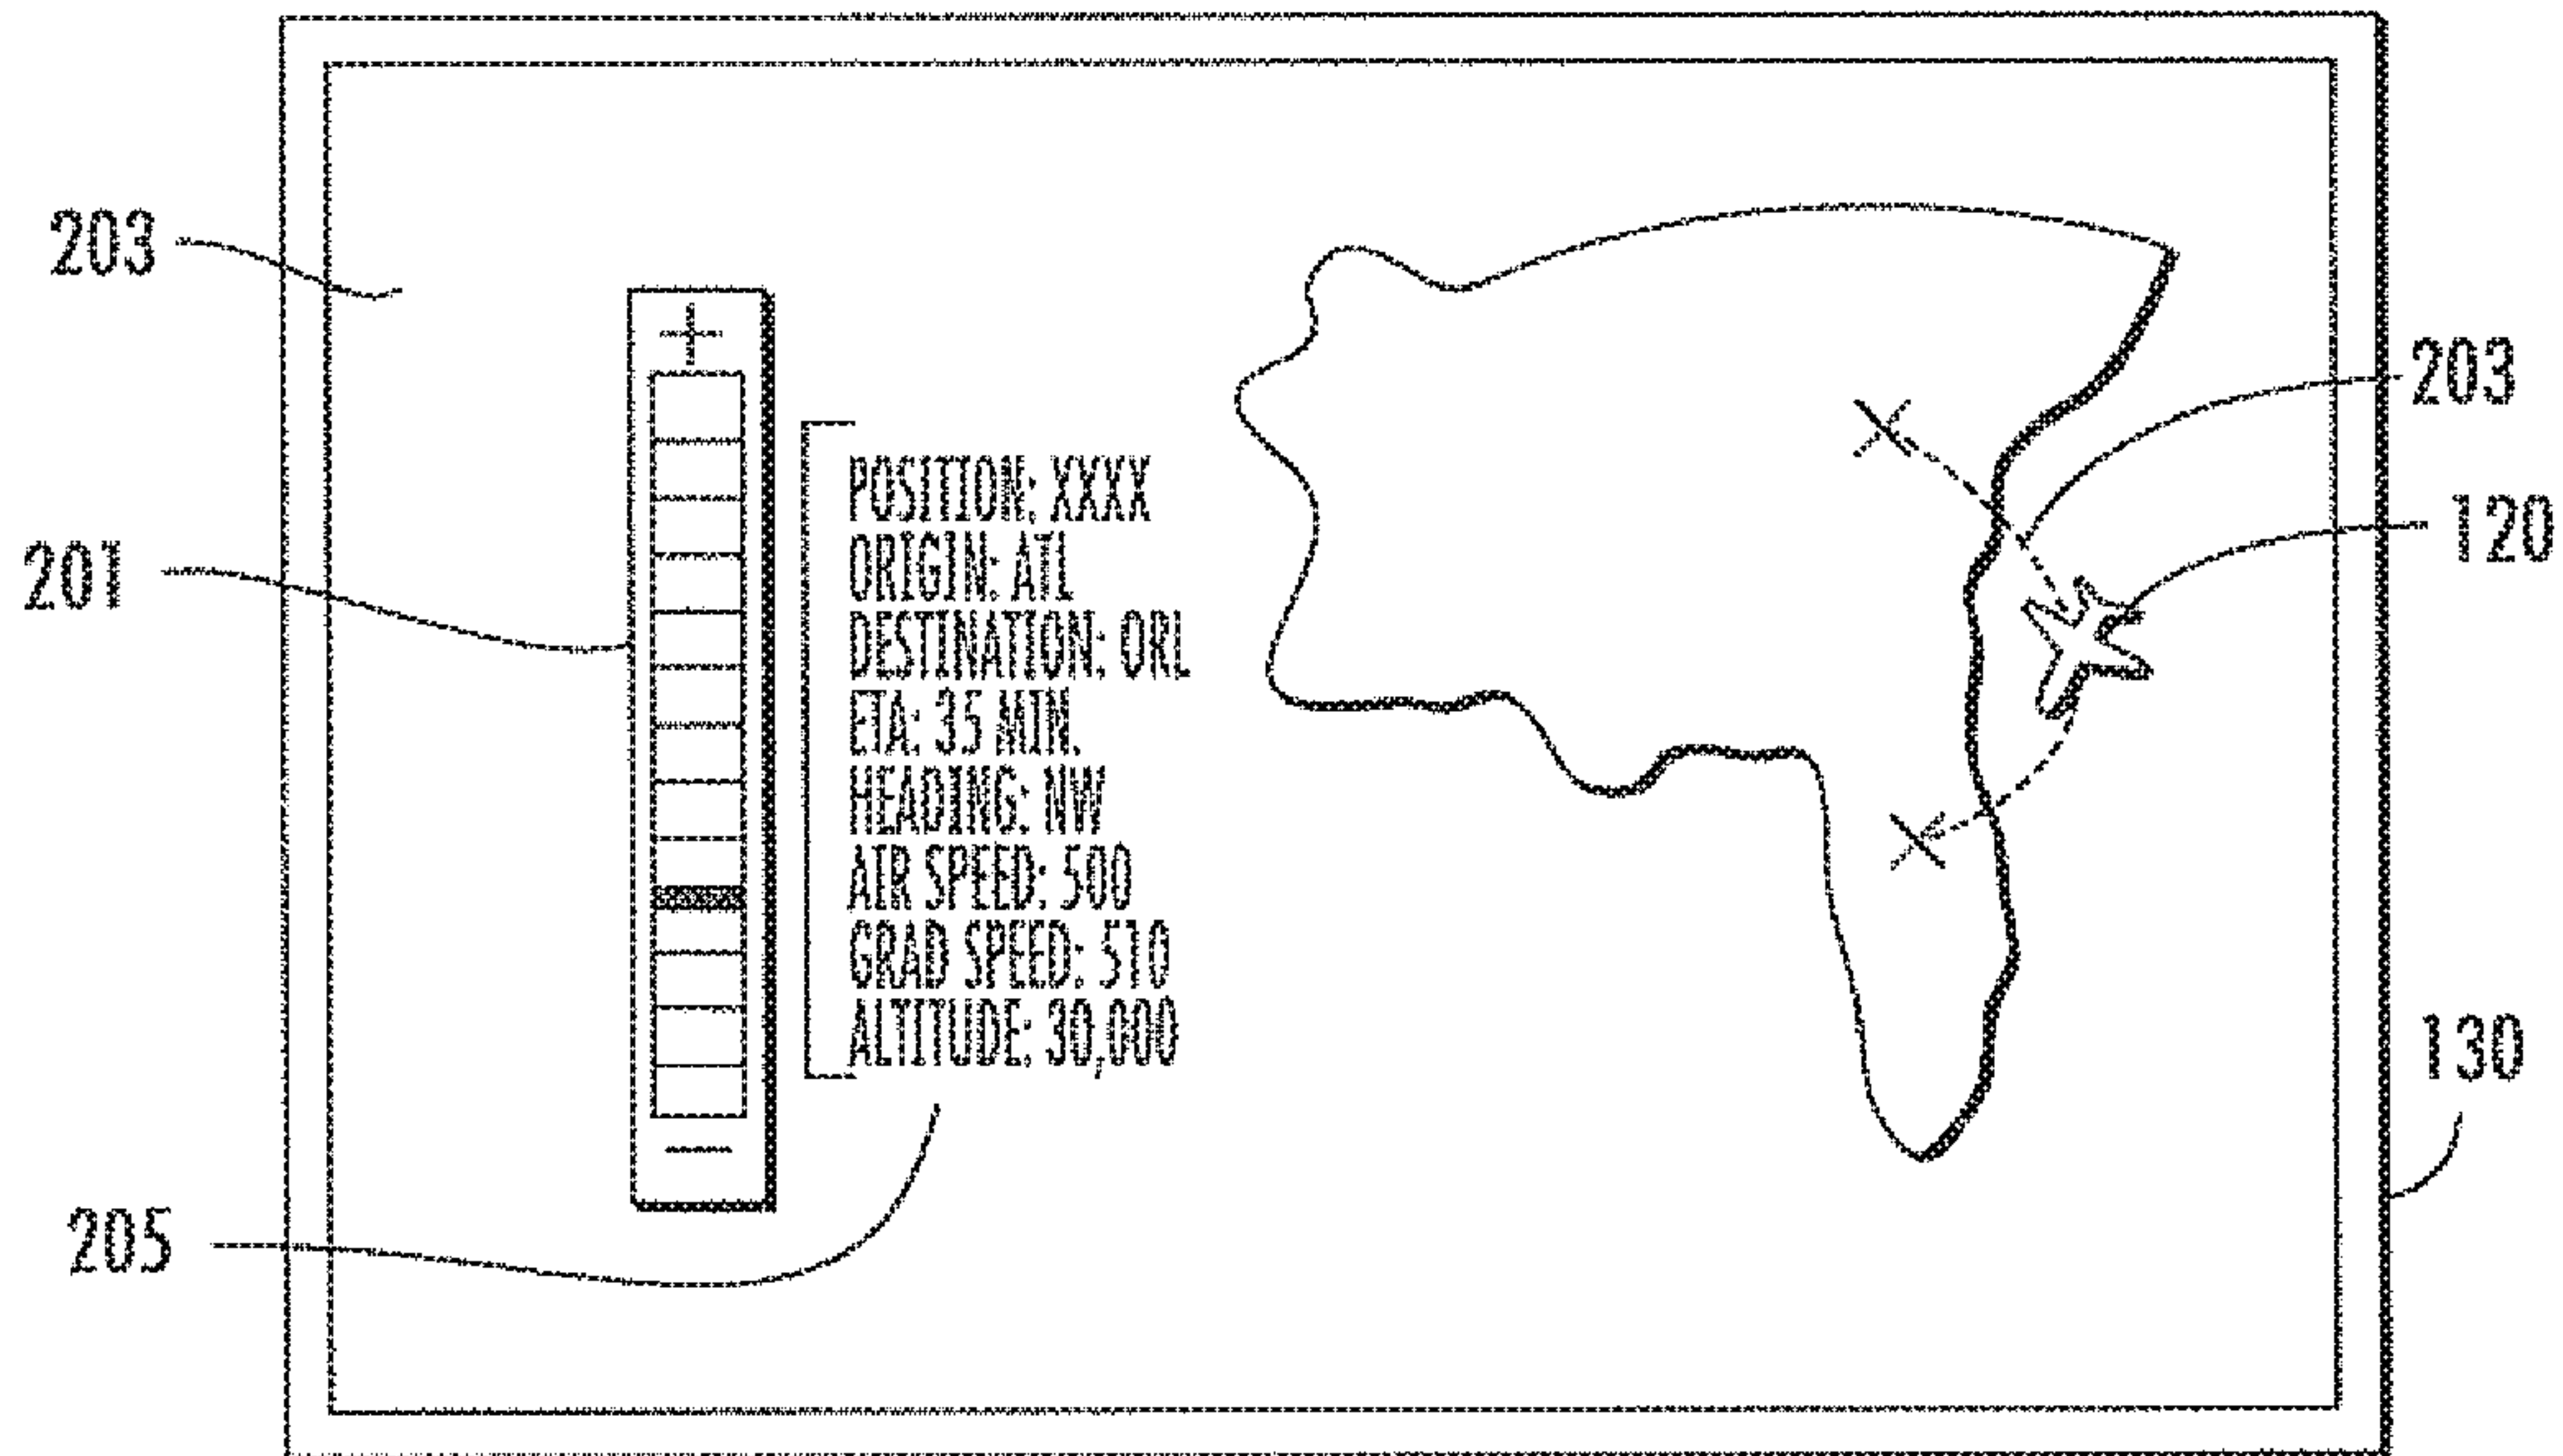 203
+
203
POSITION: XXXX
120
ORIGIN: ATL
201
DESTINATION: ORL
ETA: 35 MIN.
HEADING: NW
AIR SPEED: 500
GRAD SPEED: 510
ALTITUDE: 30,000
130
—
205